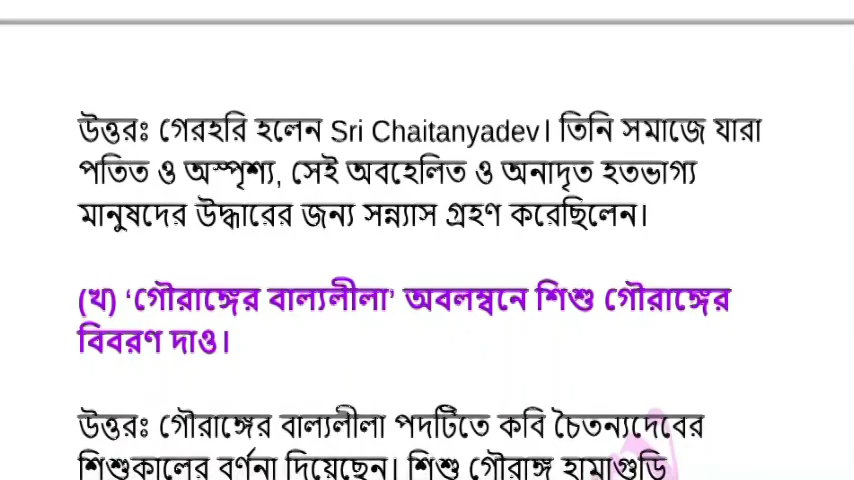 উত্তরঃ গেরহরি হলেন Sri Chaitanyadev। তিনি সমাজে যারা
পতিত ও অস্পৃশ্য, সেই অবহেলিত ও অনাদৃত হতভাগ্য
মানুষদের উদ্ধারের জন্য সন্ন্যাস গ্রহণ করেছিলেন।
(খ) ‘গৌরাঙ্গের বাল্যলীলা’ অবলম্বনে শিশু গৌরাঙ্গের
বিবরণ দাও।
উত্তরঃ গৌরাঙ্গের বাল্যলীলা পদটিতে কবি চৈতন্যদেবের
শিশুকালের বর্ণনা দিয়েছেন। শিশু গৌরাঙ্গ হামাগুড়ি